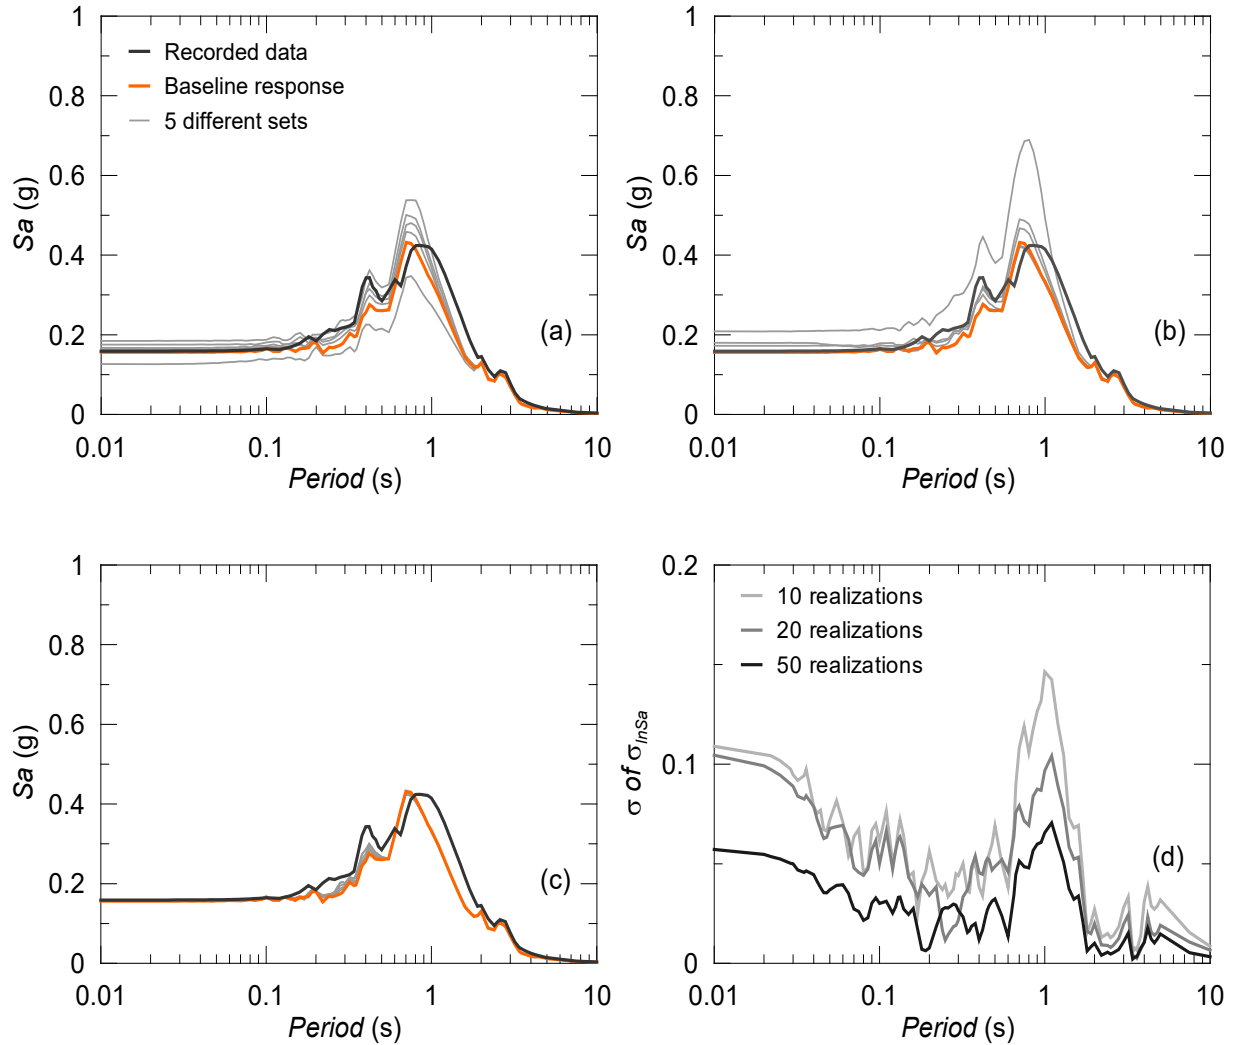 1
0.8
0.6
0.4
0.2
0
Sa (g)
Recorded data
Baseline response
5 different sets
(a)
0.01
0.1
1
10
Period (s)
1
0.8
0.6
0.4
0.2
0
Sa (g)
(b)
0.01
0.1
1
10
Period (s)
1
0.8
0.6
0.4
0.2
0
Sa (g)
(c)
0.01
0.1
1
10
Period (s)
0.2
0.1
0
σ of σlnSa
10 realizations
20 realizations
50 realizations
(d)
0.01
0.1
1
10
Period (s)